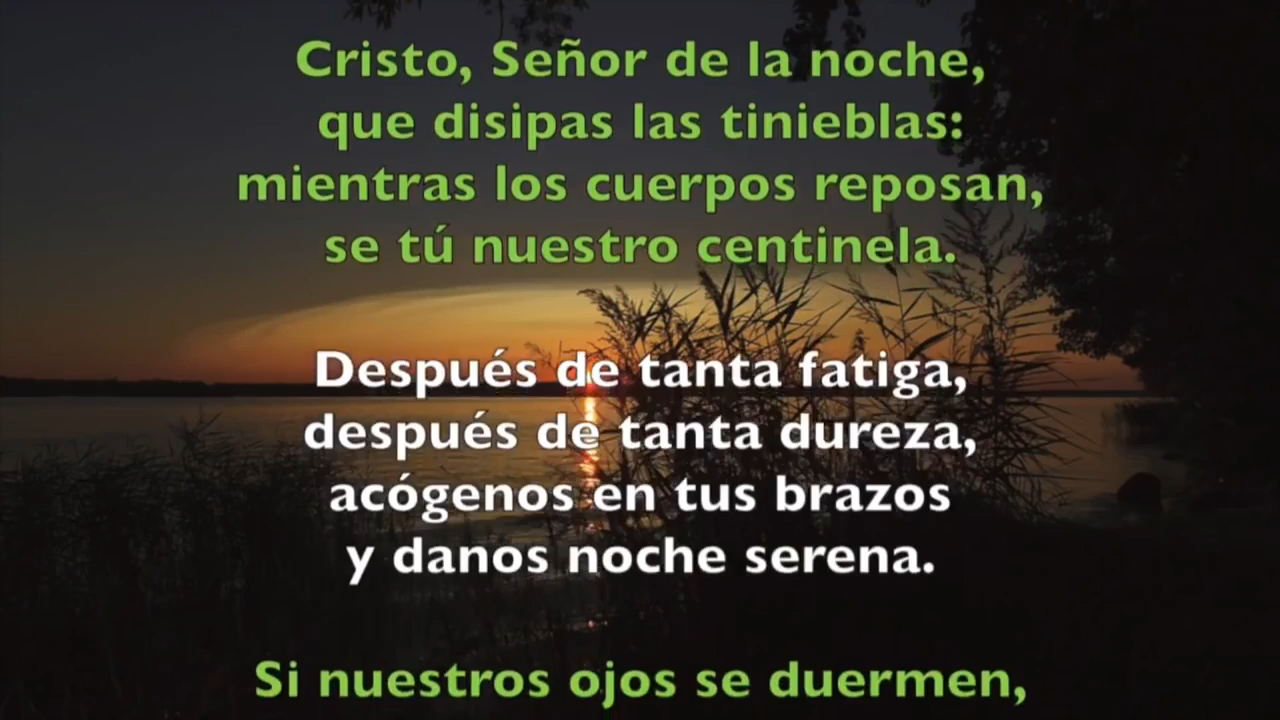 Cristo, Señor de la noche,
que disipas las tinieblas:
mientras los cuerpos reposan,
se tú nuestro centinela.
Después de tanta fatiga,
después de tanta dureza,
acógenos en tus brazos
y danos noche serena.
Si nuestros ojos se duermen,